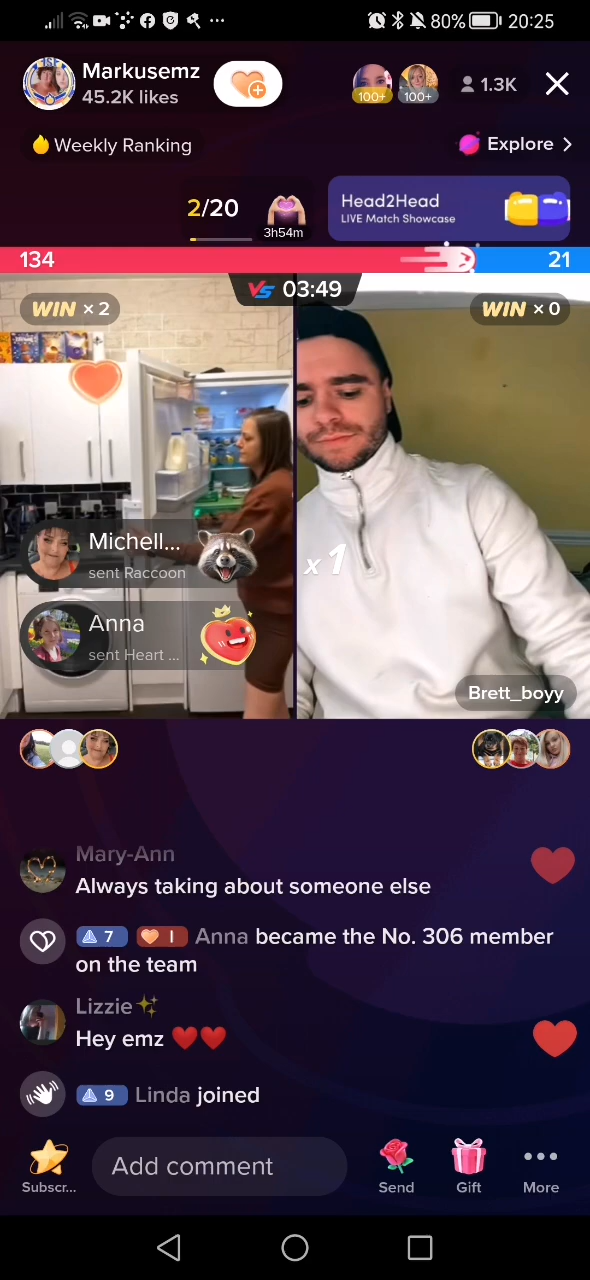 80% 20:25
Markusemz
45.2K likes
100+ 100+ 1.3K
Weekly Ranking
Explore
2/20
3h54m
Head2Head
LIVE Match Showcase
134
21
VS 03:49
WIN × 2
WIN × 0
Michell...
sent Raccoon
x1
Anna
sent Heart ...
Brett_boyy
Mary-Ann
Always taking about someone else
7 I Anna became the No. 306 member
on the team
Lizzie
Hey emz
9 Linda joined
Subscr...
Add comment
Send
Gift
More